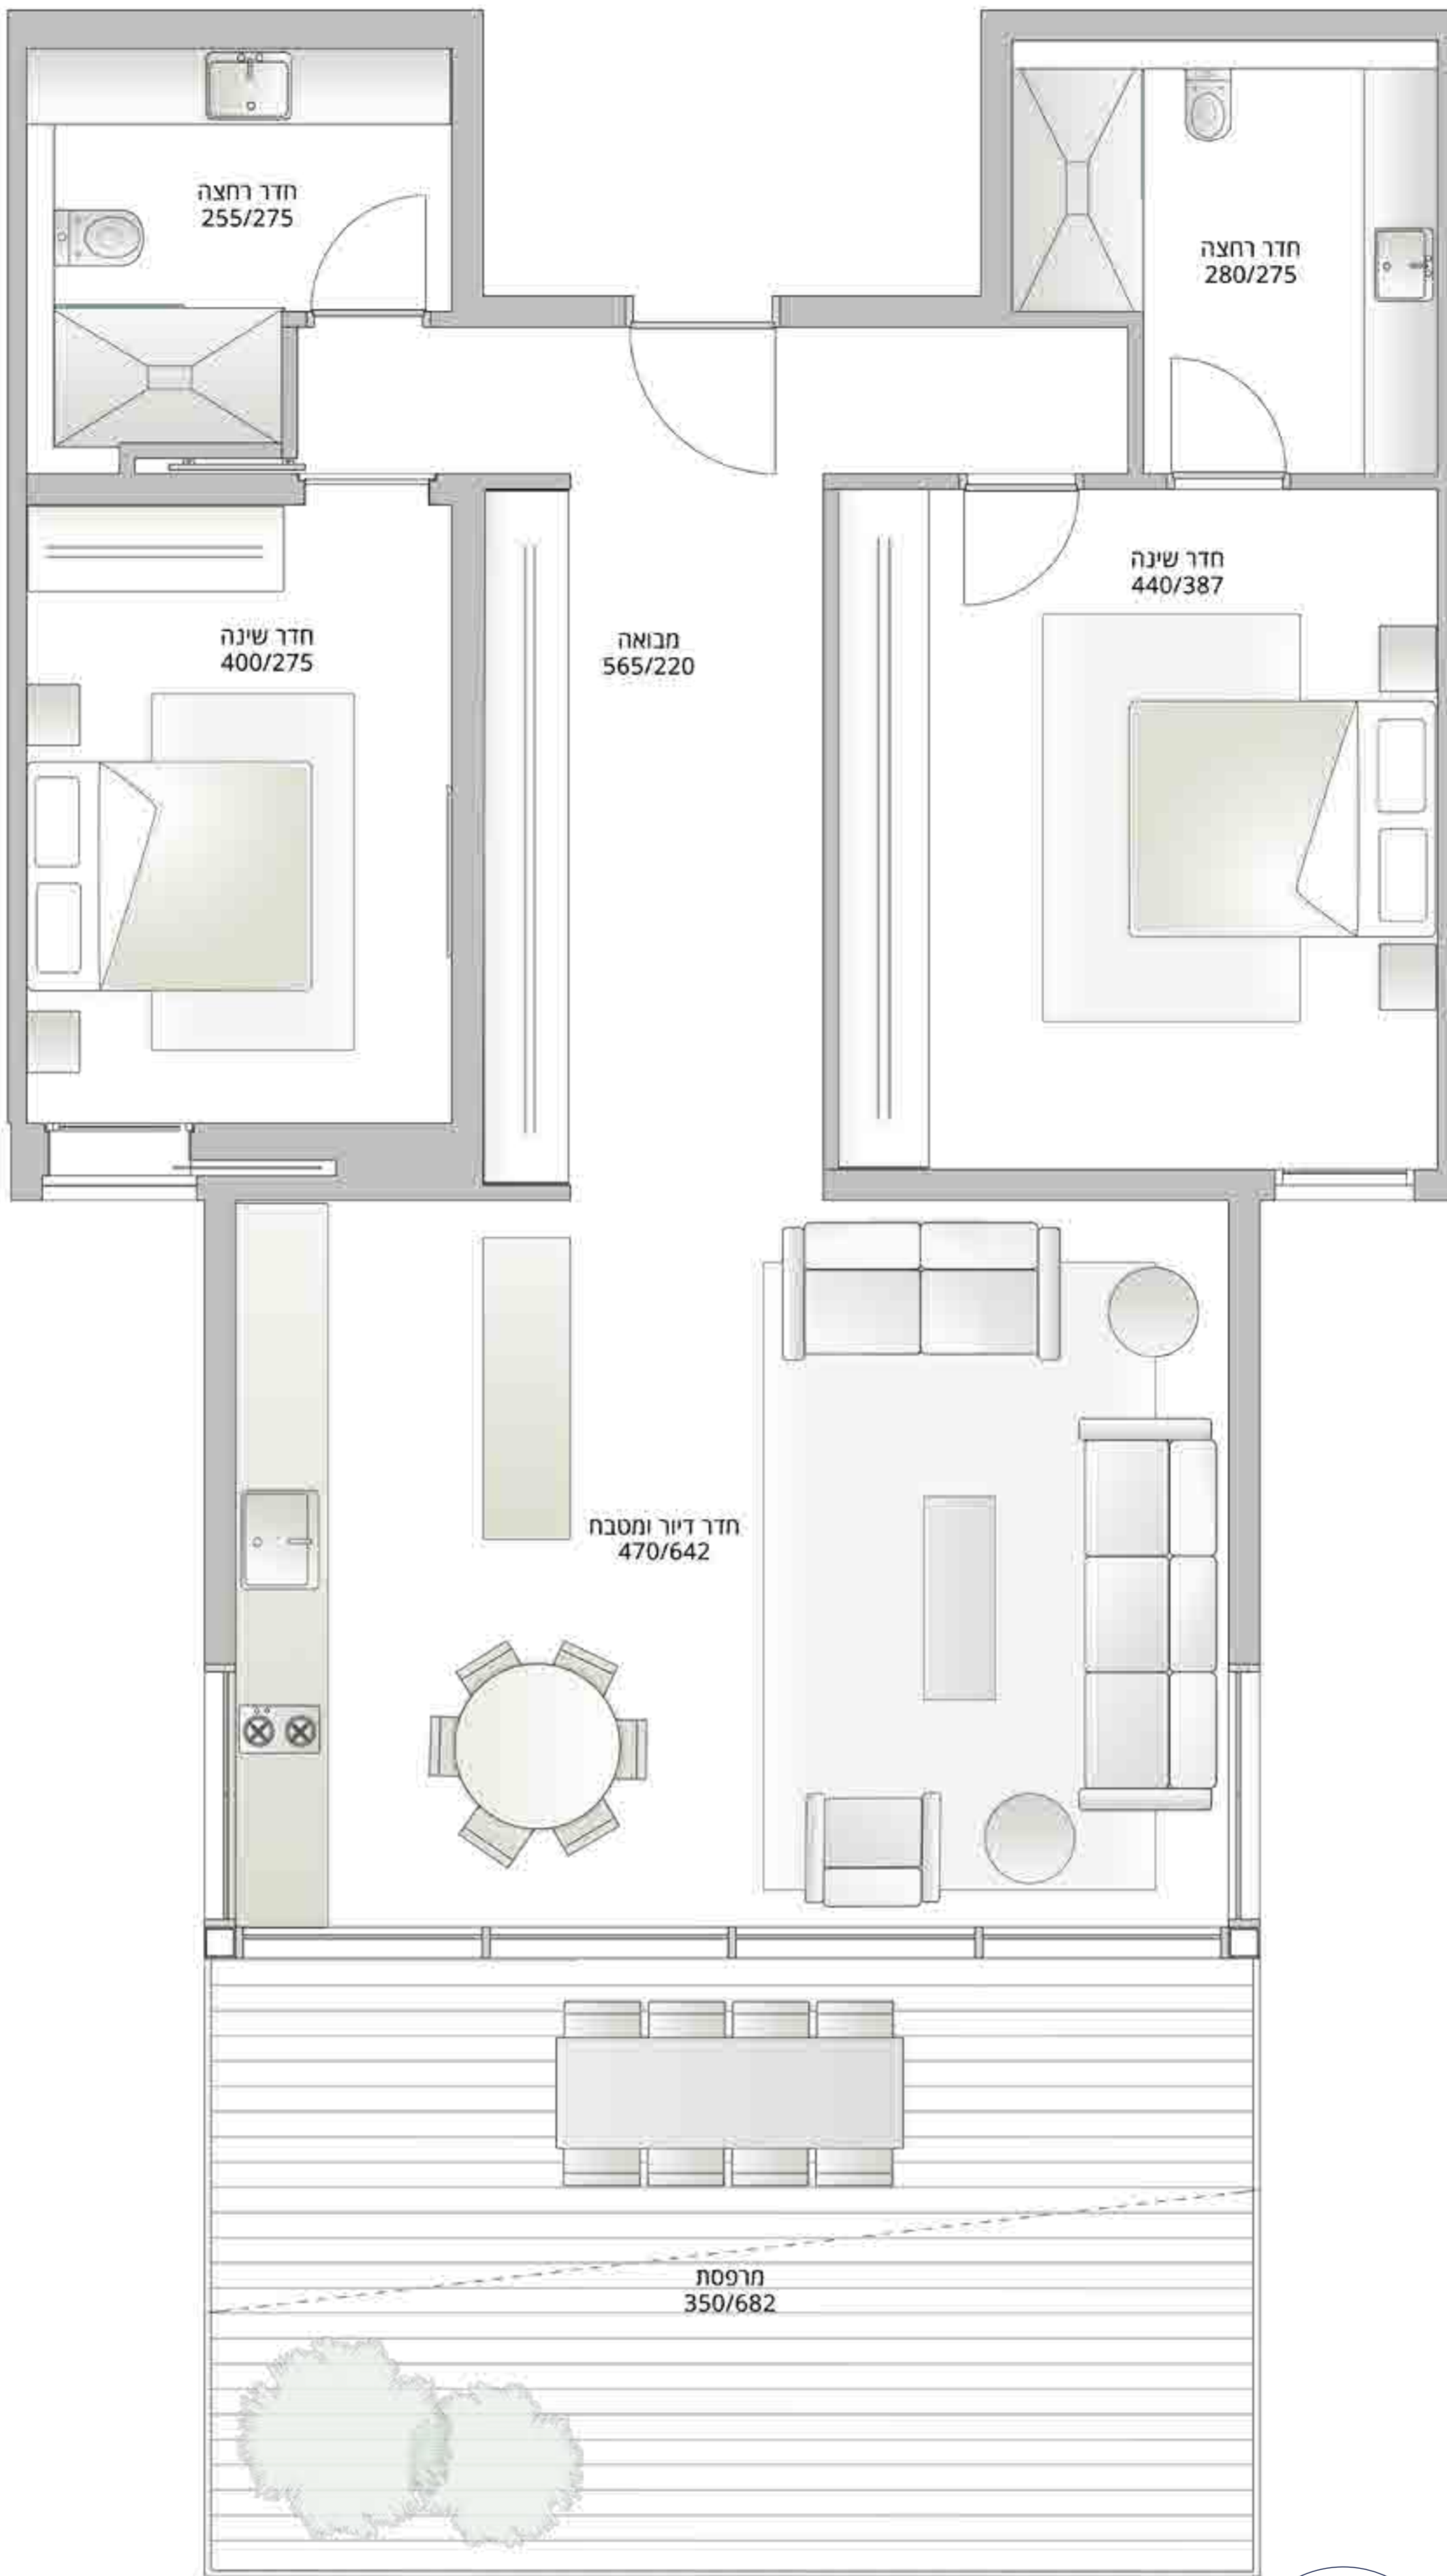 חדר רחצה
255/275
חדר רחצה
280/275
חדר שינה
440/387
חדר שינה
400/275
מבואה
565/220
חדר דיור ומטבח
470/642
מרפסת
350/682